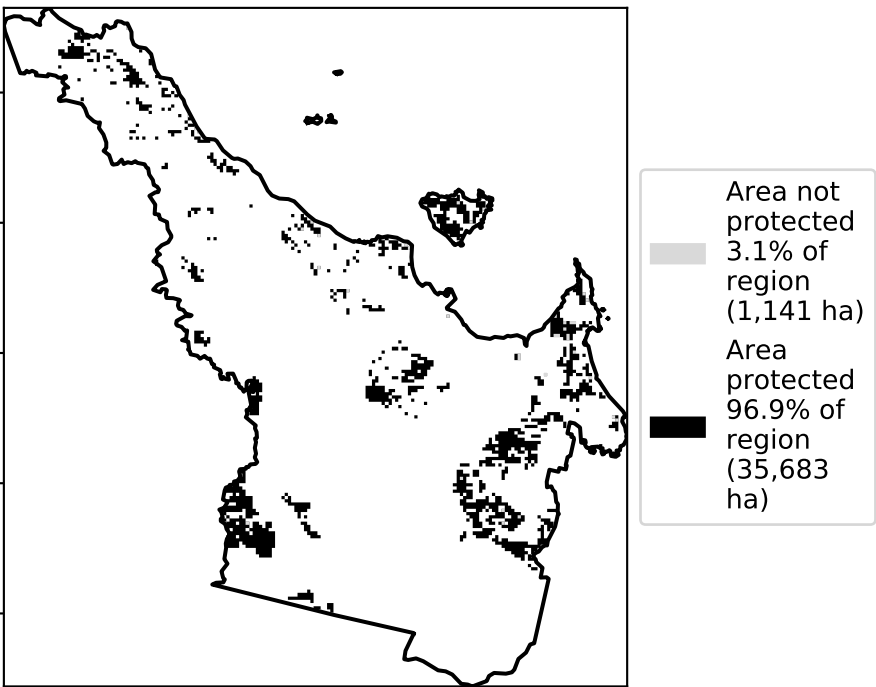 Area not
protected
3.1% of
region
(1,141 ha)
Area
protected
96.9% of
region
(35,683
ha)